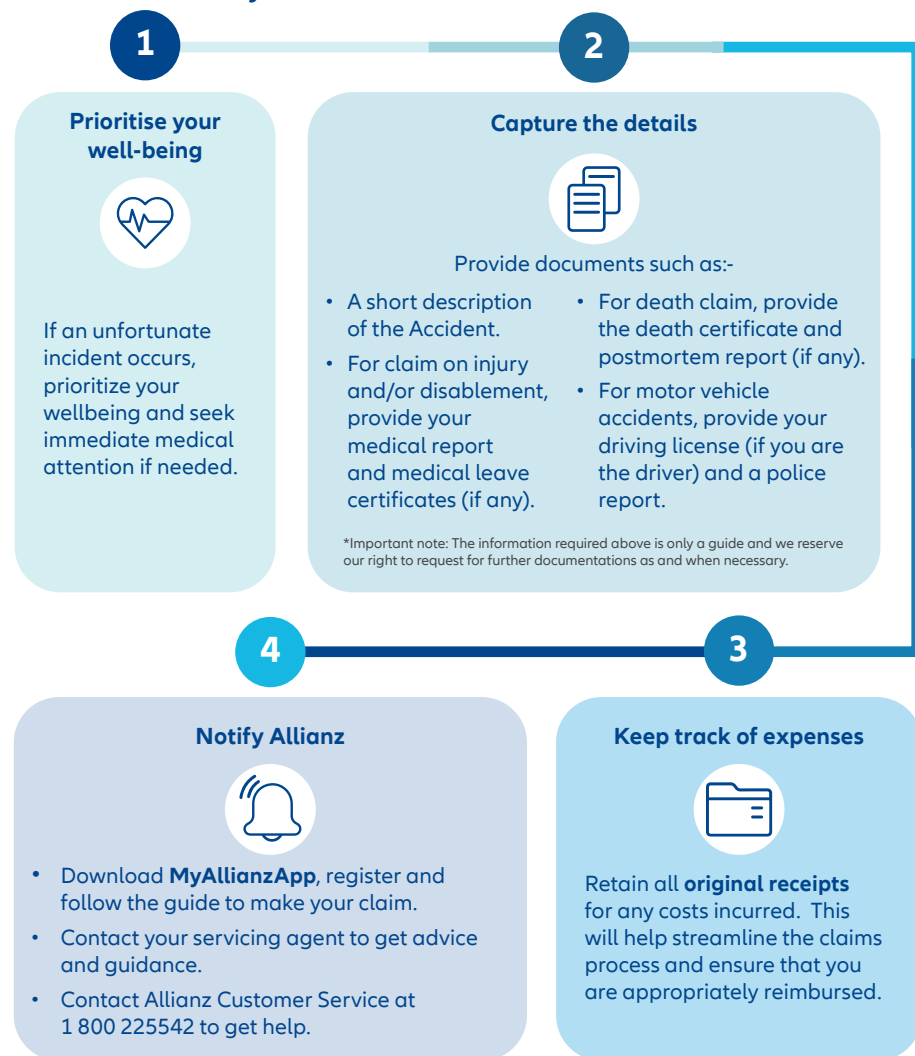 1
2
Prioritise your
well-being
If an unfortunate
incident occurs,
prioritize your
wellbeing and seek
immediate medical
attention if needed.
Capture the details
Provide documents such as:-
• A short description
of the Accident.
• For claim on injury
and/or disablement,
provide your
medical report
and medical leave
certificates (if any).
• For death claim, provide
the death certificate and
postmortem report (if any).
• For motor vehicle
accidents, provide your
driving license (if you are
the driver) and a police
report.
*Important note: The information required above is only a guide and we reserve
our right to request for further documentations as and when necessary.
3
Keep track of expenses
Retain all original receipts
for any costs incurred.  This
will help streamline the claims
process and ensure that you
are appropriately reimbursed.
4
Notify Allianz
• Download MyAllianzApp, register and
follow the guide to make your claim.
• Contact your servicing agent to get advice
and guidance.
• Contact Allianz Customer Service at
1 800 225542 to get help.